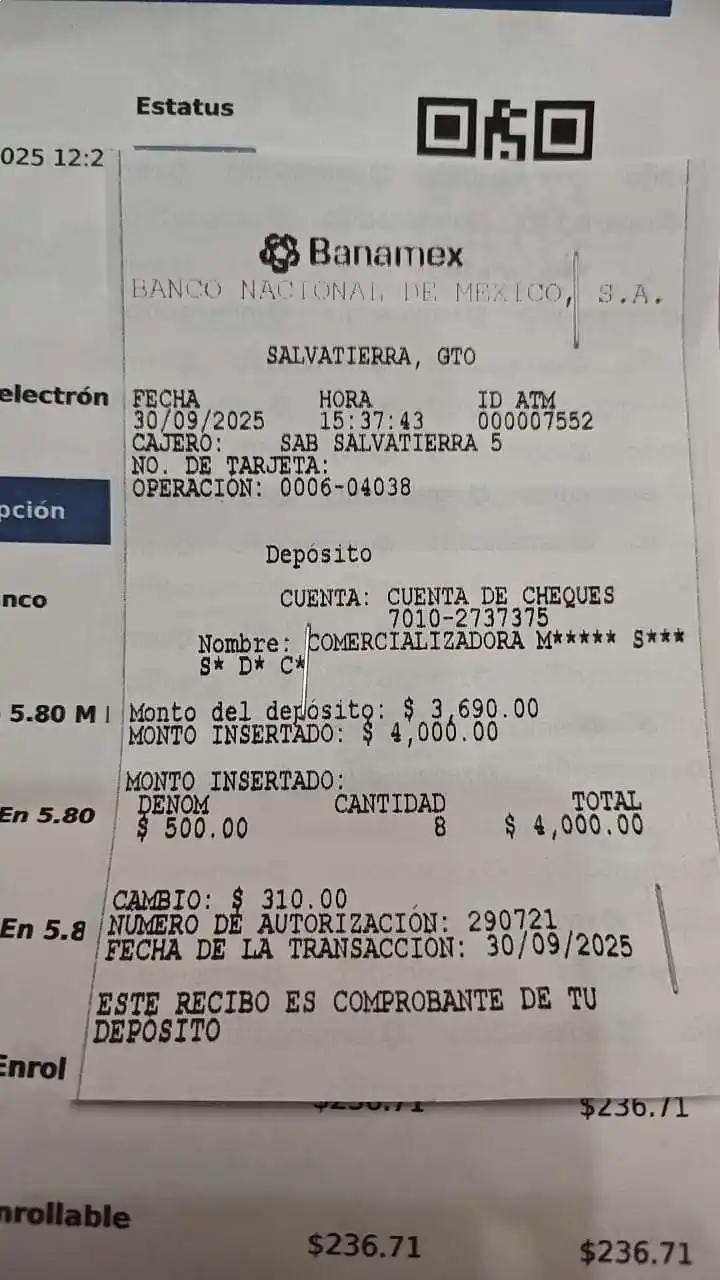 Estatus
025 12:2
Banamex
BANCO NACIONAL DE MEXICO, S.A.
SALVATIERRA, GTO
electrón
FECHA HORA ID ATM
30/09/2025 15:37:43 000007552
CAJERO: SAB SALVATIERRA 5
NO. DE TARJETA:
OPERACIÓN: 0006-04038
pción
Depósito
nco
CUENTA: CUENTA DE CHEQUES
7010-2737375
Nombre: COMERCIALIZADORA M***** S***
S* D* C*
5.80 M
Monto del depósito: $ 3,690.00
MONTO INSERTADO: $ 4,000.00
MONTO INSERTADO:
DENOM CANTIDAD TOTAL
En 5.80
$ 500.00 8 $ 4,000.00
CAMBIO: $ 310.00
En 5.8
NUMERO DE AUTORIZACIÓN: 290721
FECHA DE LA TRANSACCIÓN: 30/09/2025
ESTE RECIBO ES COMPROBANTE DE TU
DEPÓSITO
Enrol
$236.71
nrollable
$236.71 $236.71